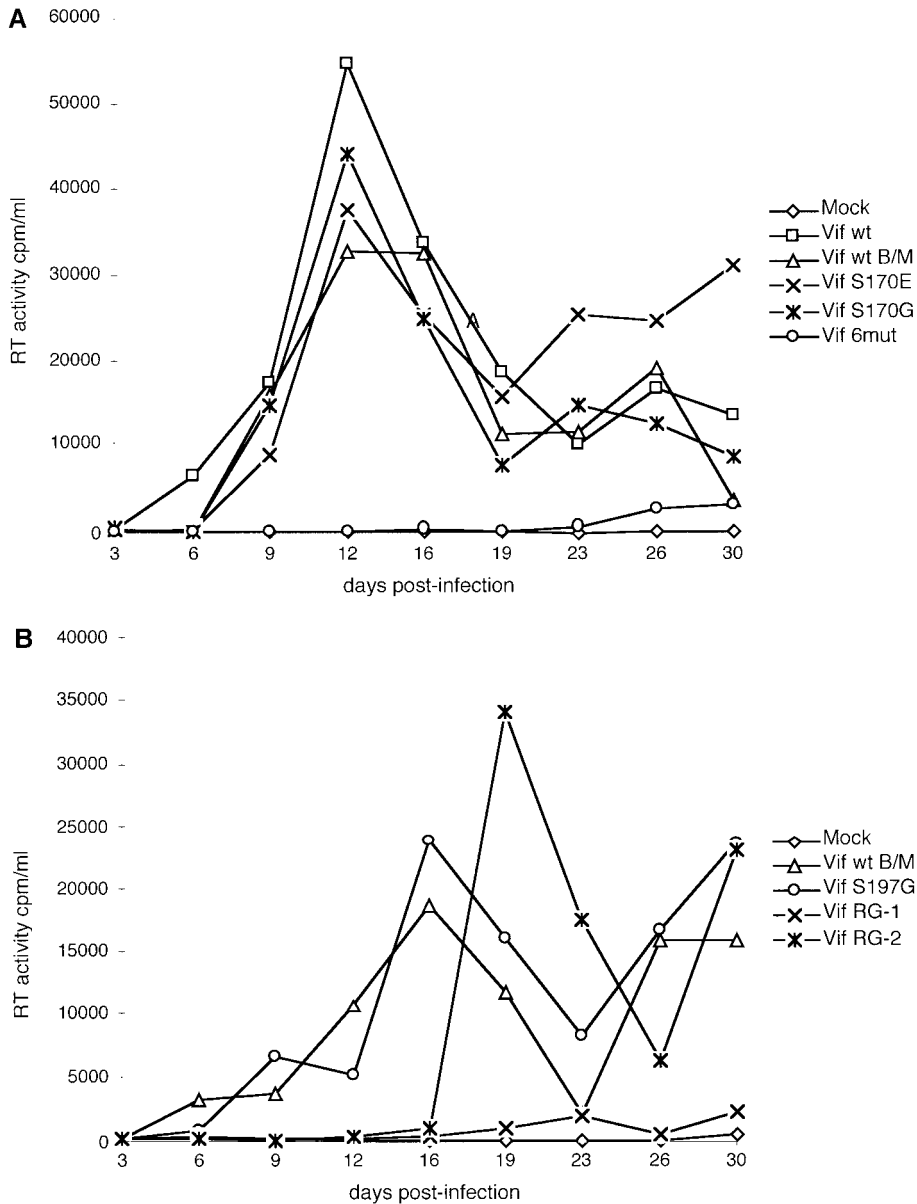 A
60000
50000
40000
30000
20000
10000
0
RT activity cpm/ml
3 6 9 12 16 19 23 26 30
days post-infection
Mock
Vif wt
Vif wt B/M
Vif S170E
Vif S170G
Vif 6mut
B
40000
35000
30000
25000
20000
15000
10000
5000
0
RT activity cpm/ml
3 6 9 12 16 19 23 26 30
days post-infection
Mock
Vif wt B/M
Vif S197G
Vif RG-1
Vif RG-2